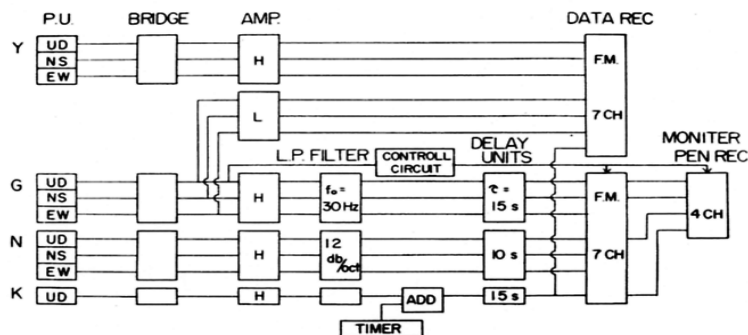 P.U. BRIDGE AMP. DATA REC
Y UD
NS H F.M.
EW
L 7 CH
DELAY MONITER
L.P. FILTER CONTROLL UNITS PEN REC
CIRCUIT
G UD fo= τ= F.M.
NS H 30 Hz 15 s 4 CH
EW
N UD 12
NS H db/oct 10 s 7 CH
EW
K UD H ADD 15 s
TIMER